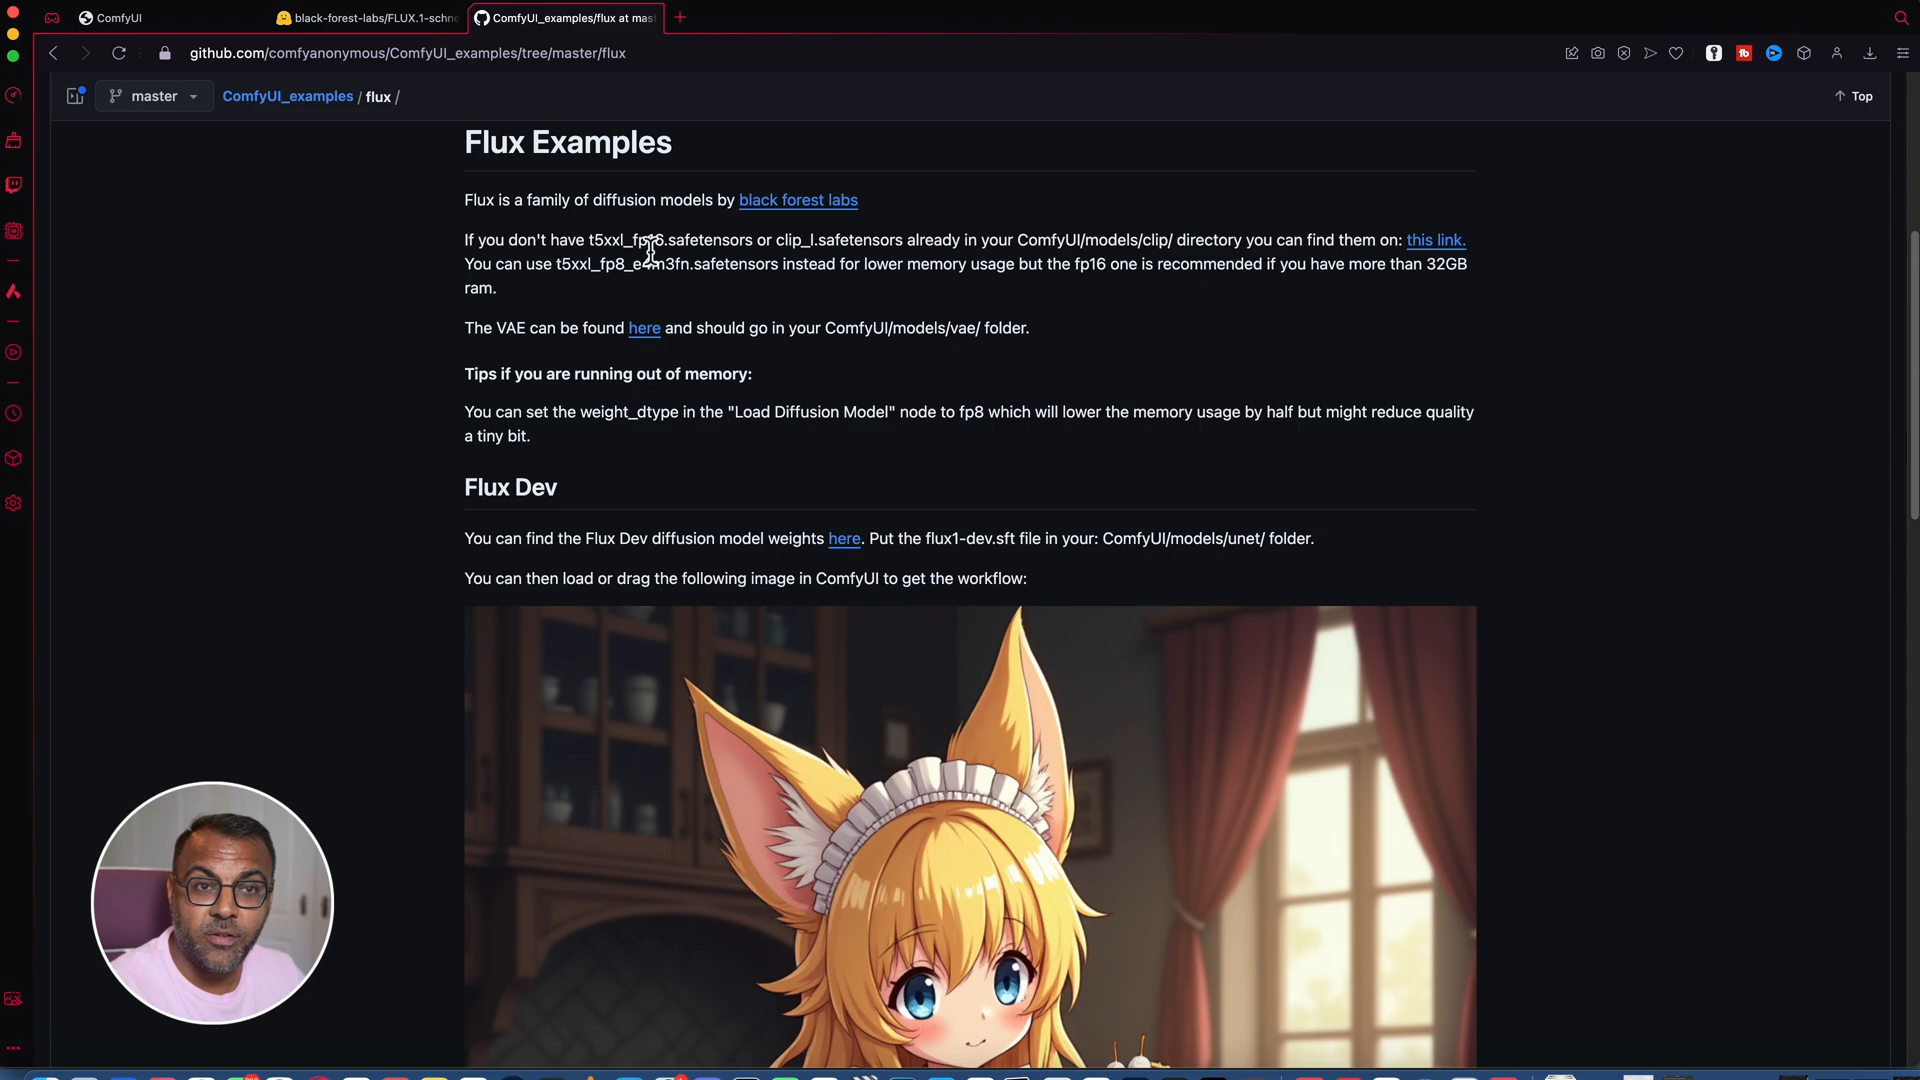 ComfyUI
black-forest-labs/FLUX.1-schne
ComfyUI_examples/flux at mast
github.com/comfyanonymous/ComfyUI_examples/tree/master/flux
master
ComfyUI_examples / flux /
Top
Flux Examples
Flux is a family of diffusion models by black forest labs
If you don't have t5xxl_fp16.safetensors or clip_l.safetensors already in your ComfyUI/models/clip/ directory you can find them on: this link.
You can use t5xxl_fp8_e4m3fn.safetensors instead for lower memory usage but the fp16 one is recommended if you have more than 32GB
ram.
The VAE can be found here and should go in your ComfyUI/models/vae/ folder.
Tips if you are running out of memory:
You can set the weight_dtype in the "Load Diffusion Model" node to fp8 which will lower the memory usage by half but might reduce quality
a tiny bit.
Flux Dev
You can find the Flux Dev diffusion model weights here. Put the flux1-dev.sft file in your: ComfyUI/models/unet/ folder.
You can then load or drag the following image in ComfyUI to get the workflow: